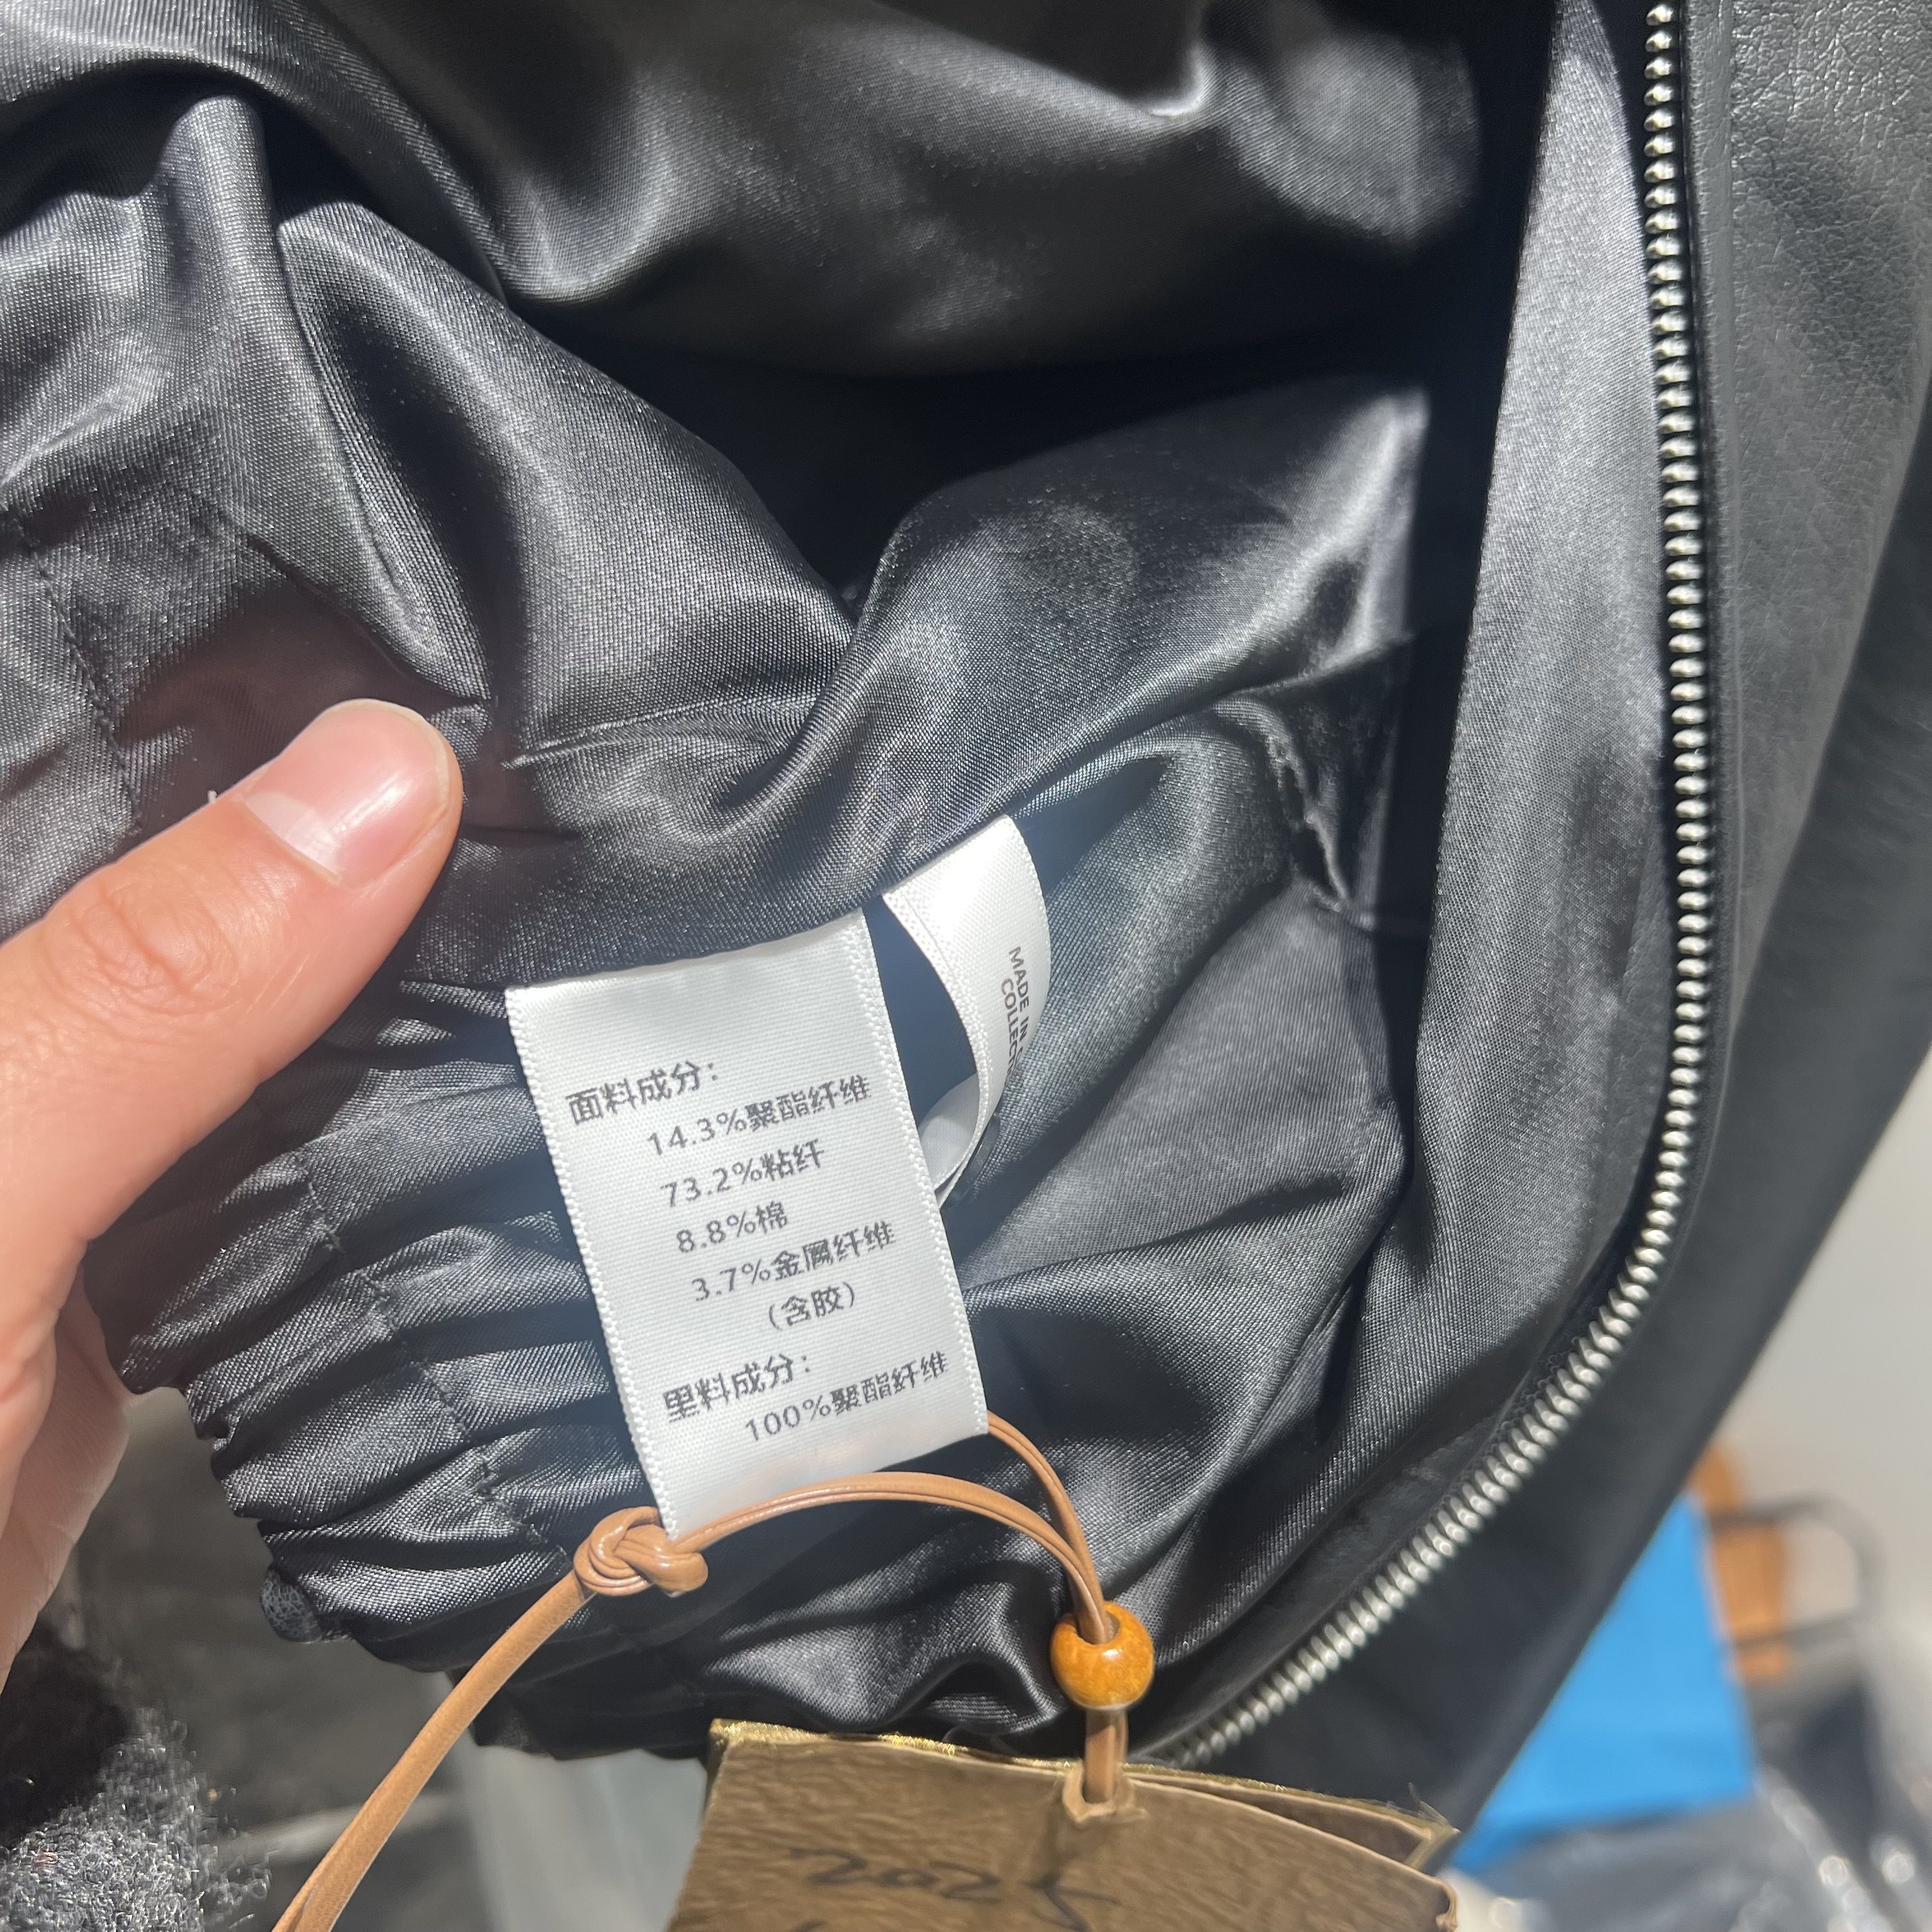 面料成分：
14.3%聚酯纤维
73.2%粘纤
8.8%棉
3.7%金属纤维
(含胶)
里料成分：
100%聚酯纤维
MADE IN